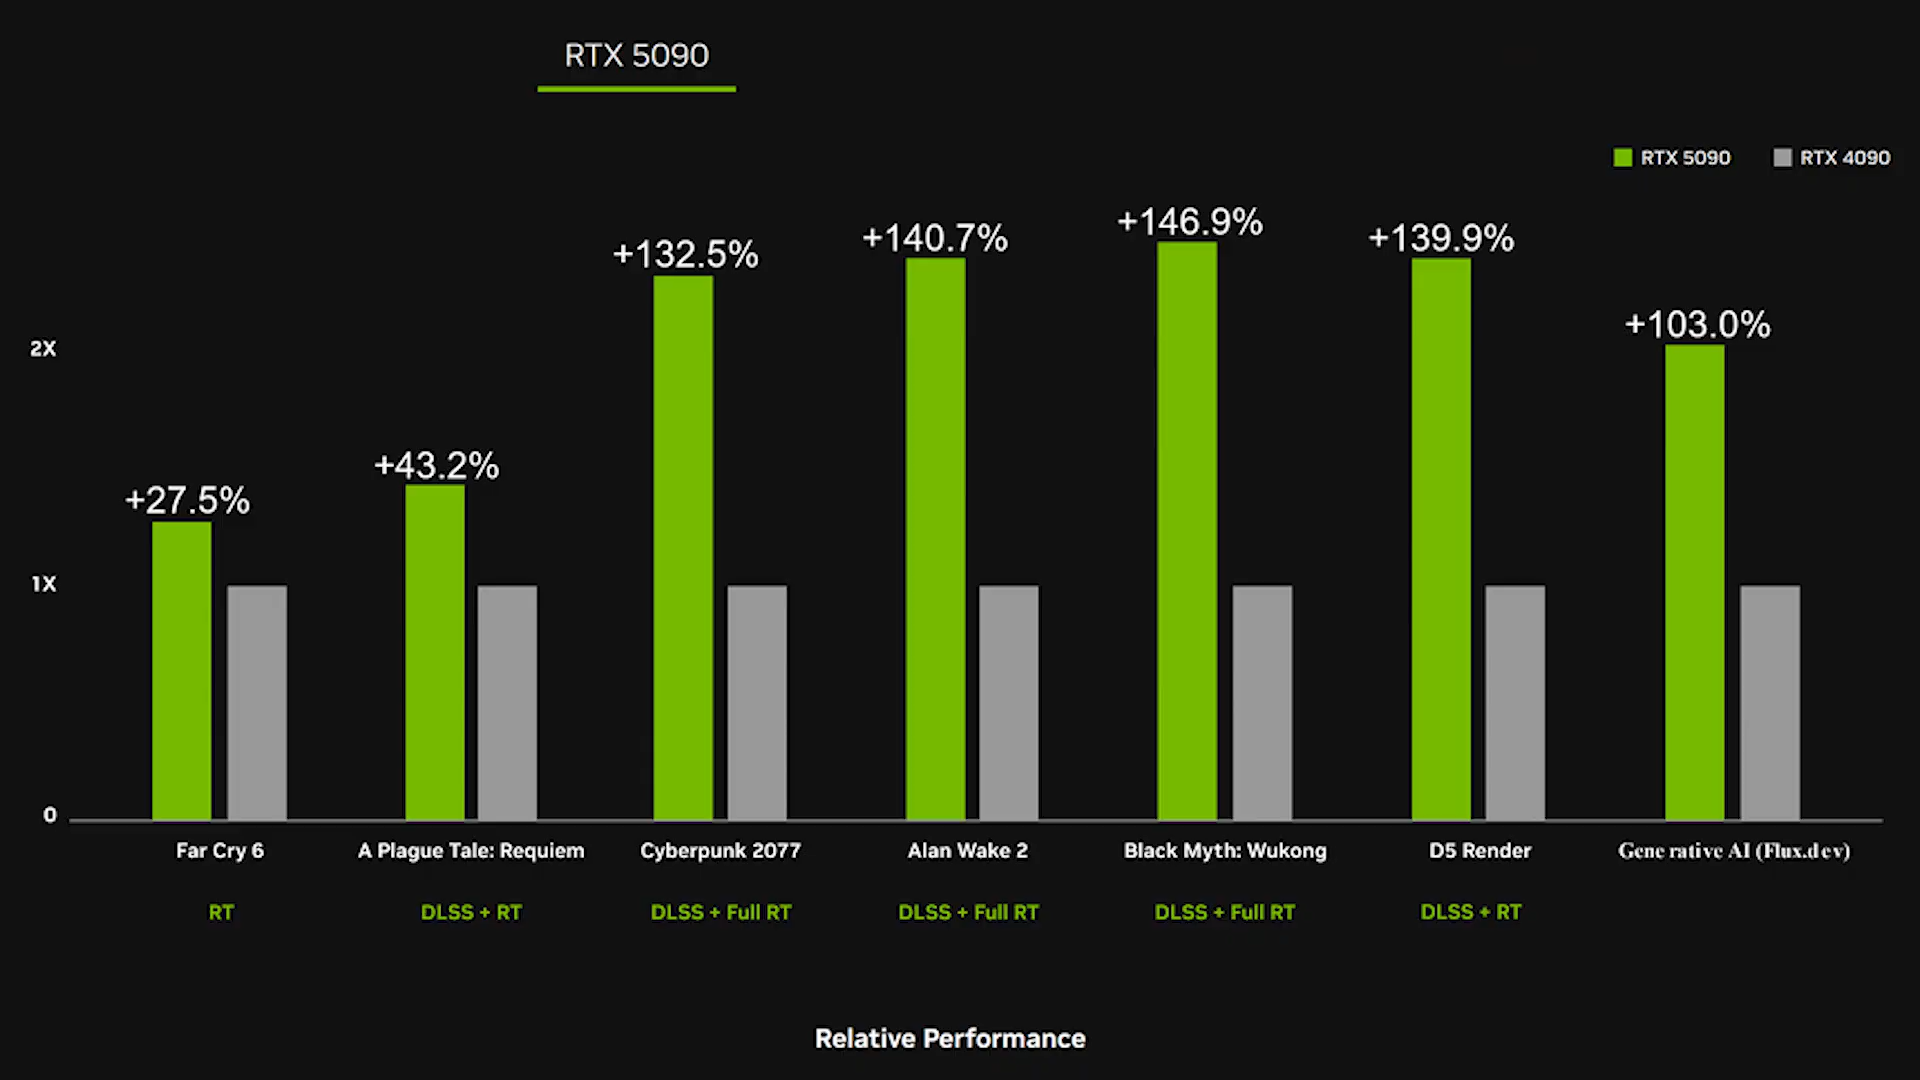 RTX 5090
RTX 5090 RTX 4090
+27.5% +43.2% +132.5% +140.7% +146.9% +139.9% +103.0%
2X
1X
0
Far Cry 6 A Plague Tale: Requiem Cyberpunk 2077 Alan Wake 2 Black Myth: Wukong D5 Render Generative AI (Flux.dev)
RT DLSS + RT DLSS + Full RT DLSS + Full RT DLSS + Full RT DLSS + RT
Relative Performance